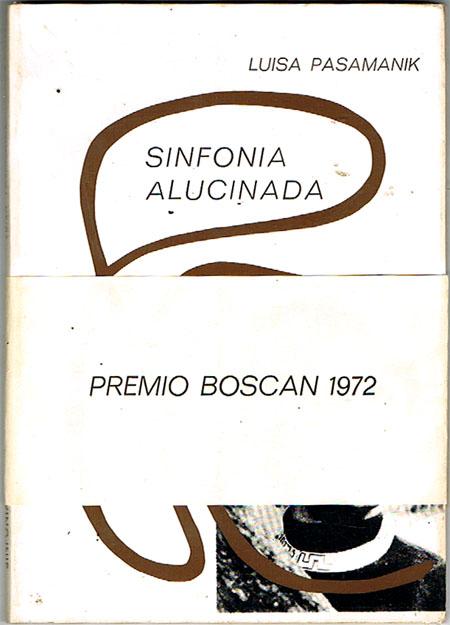 LUISA PASAMANIK
SINFONIA
ALUCINADA
PREMIO BOSCAN 1972